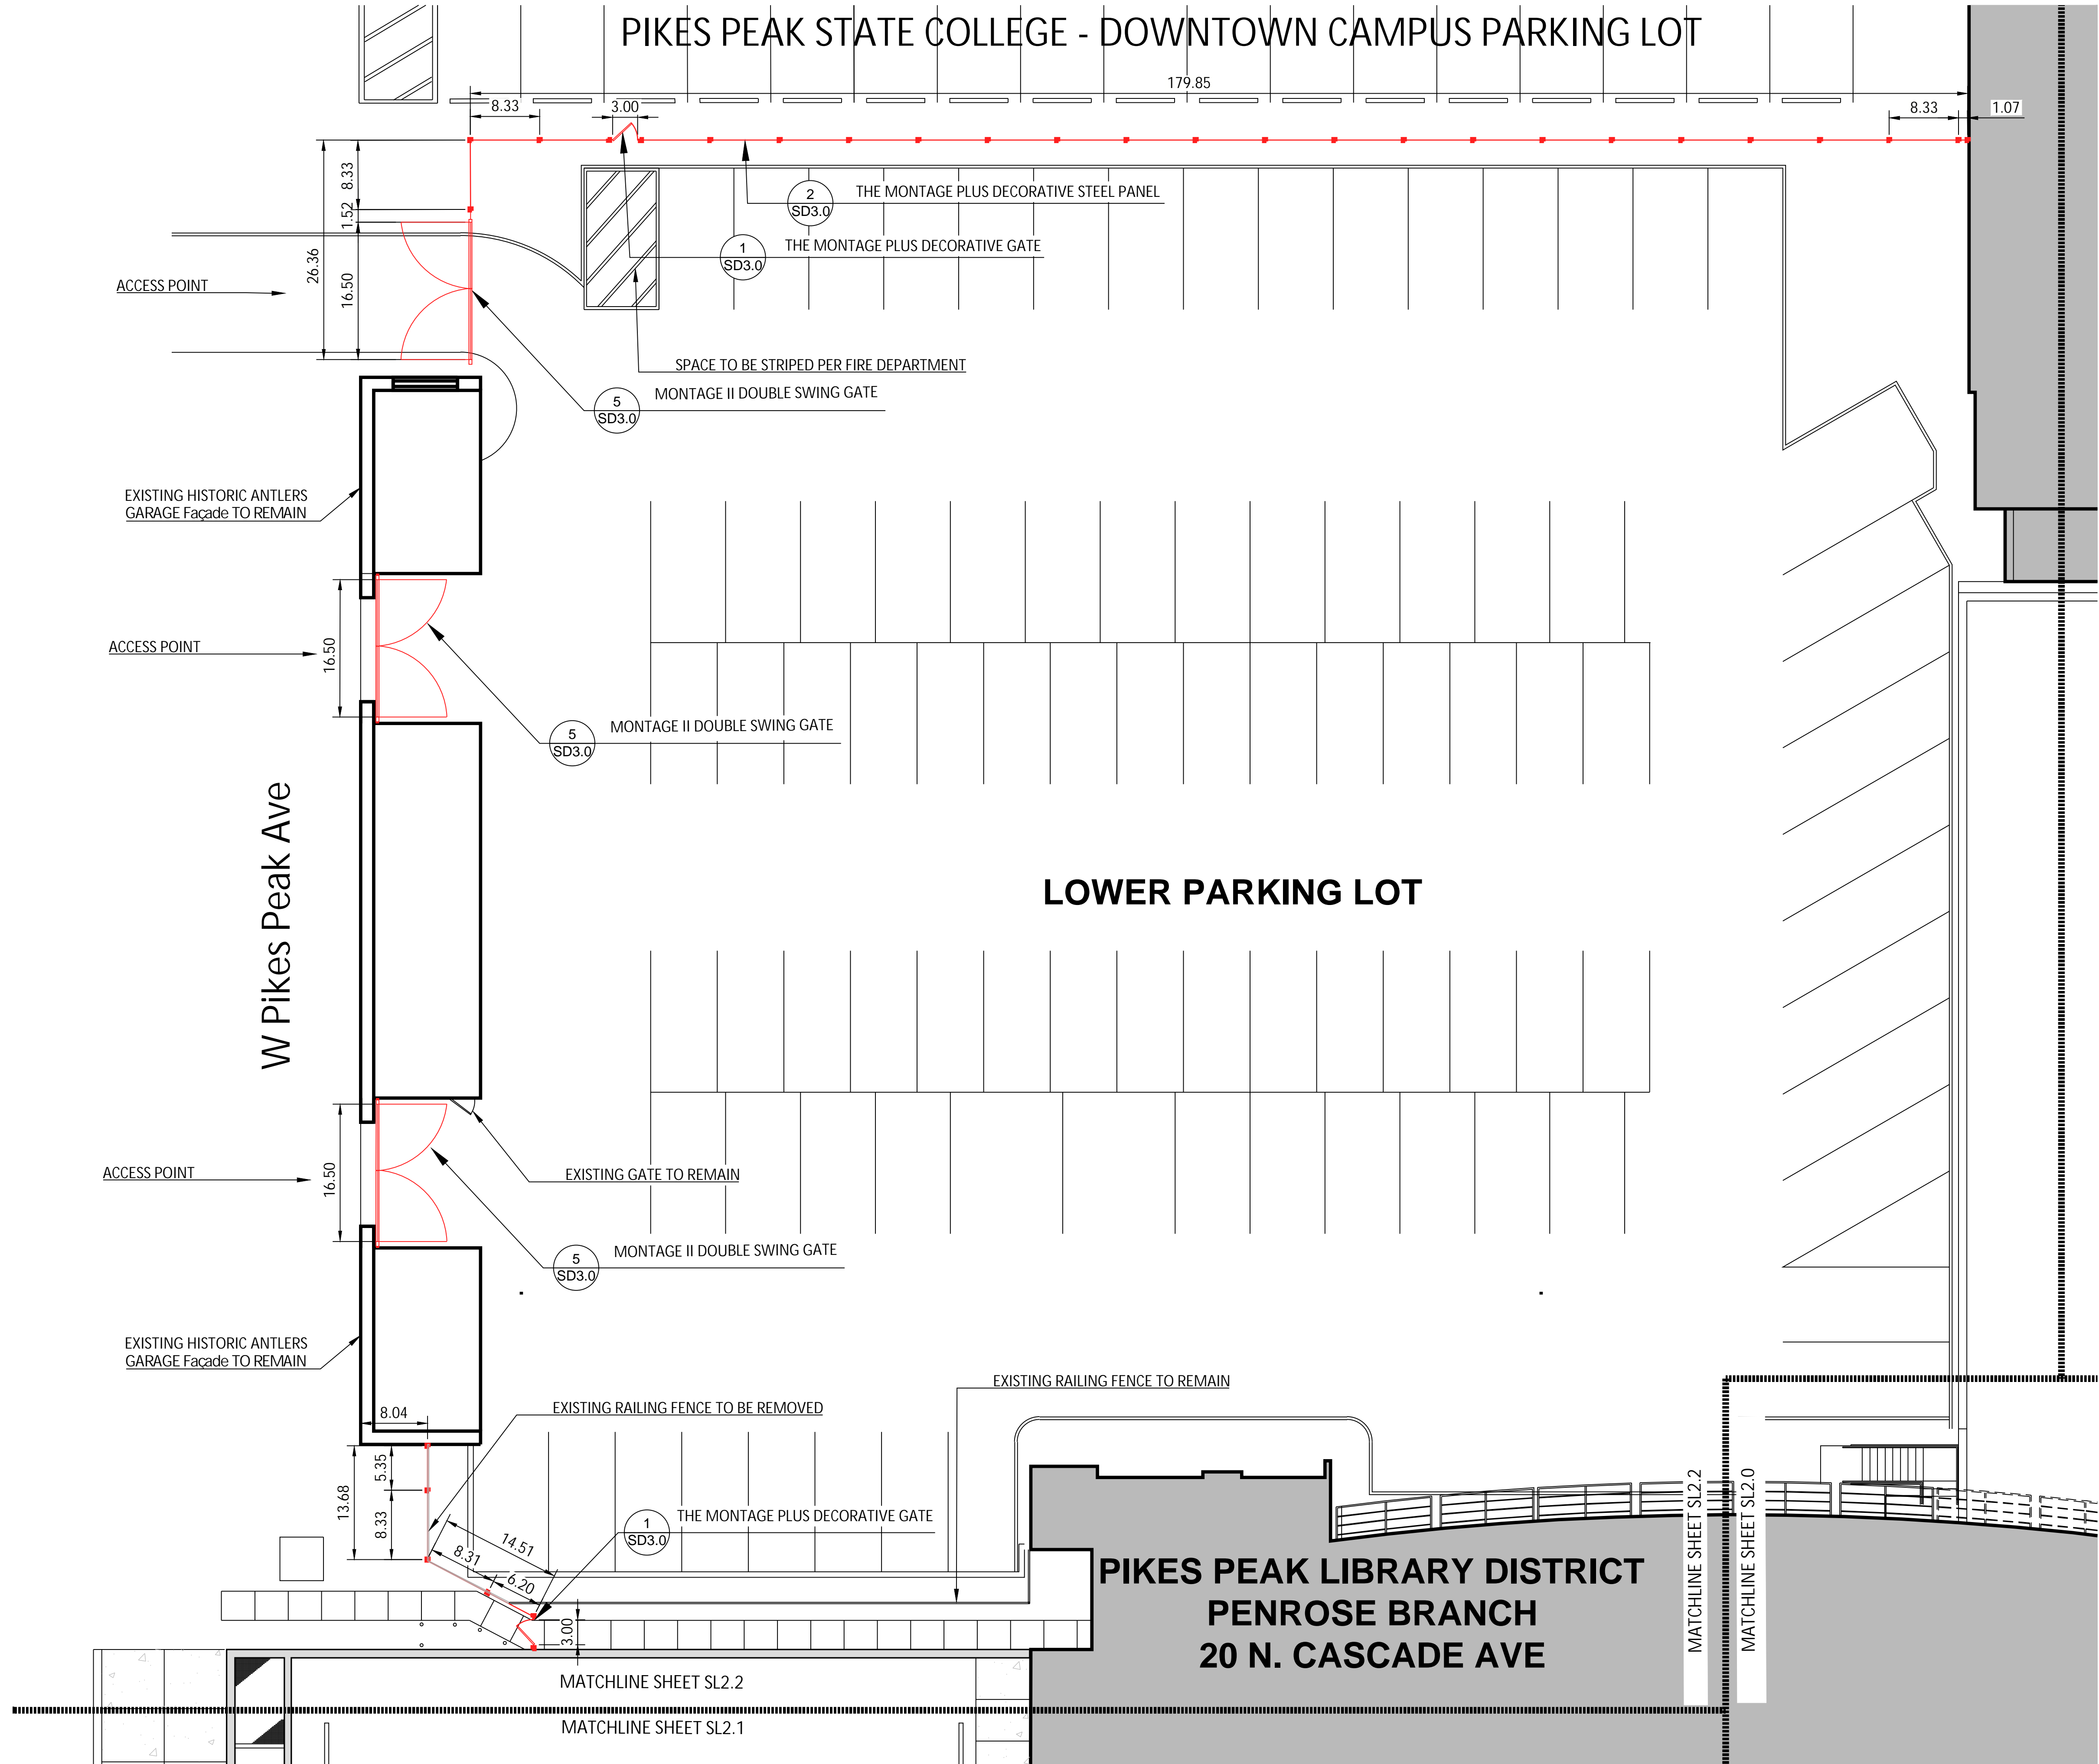 PIKES PEAK STATE COLLEGE - DOWNTOWN CAMPUS PARKING LOT
179.85
8.33
3.00
8.33
1.07
8.33
1.52
26.36
16.50
2
SD3.0
THE MONTAGE PLUS DECORATIVE STEEL PANEL
1
SD3.0
THE MONTAGE PLUS DECORATIVE GATE
ACCESS POINT
SPACE TO BE STRIPED PER FIRE DEPARTMENT
5
SD3.0
MONTAGE II DOUBLE SWING GATE
EXISTING HISTORIC ANTLERS
GARAGE Façade TO REMAIN
ACCESS POINT
16.50
5
SD3.0
MONTAGE II DOUBLE SWING GATE
W Pikes Peak Ave
LOWER PARKING LOT
ACCESS POINT
16.50
EXISTING GATE TO REMAIN
5
SD3.0
MONTAGE II DOUBLE SWING GATE
EXISTING HISTORIC ANTLERS
GARAGE Façade TO REMAIN
EXISTING RAILING FENCE TO REMAIN
EXISTING RAILING FENCE TO BE REMOVED
8.04
5.35
13.68
8.33
14.51
8.31
6.20
3.00
1
SD3.0
THE MONTAGE PLUS DECORATIVE GATE
MATCHLINE SHEET SL2.2
MATCHLINE SHEET SL2.0
PIKES PEAK LIBRARY DISTRICT
PENROSE BRANCH
20 N. CASCADE AVE
MATCHLINE SHEET SL2.2
MATCHLINE SHEET SL2.1